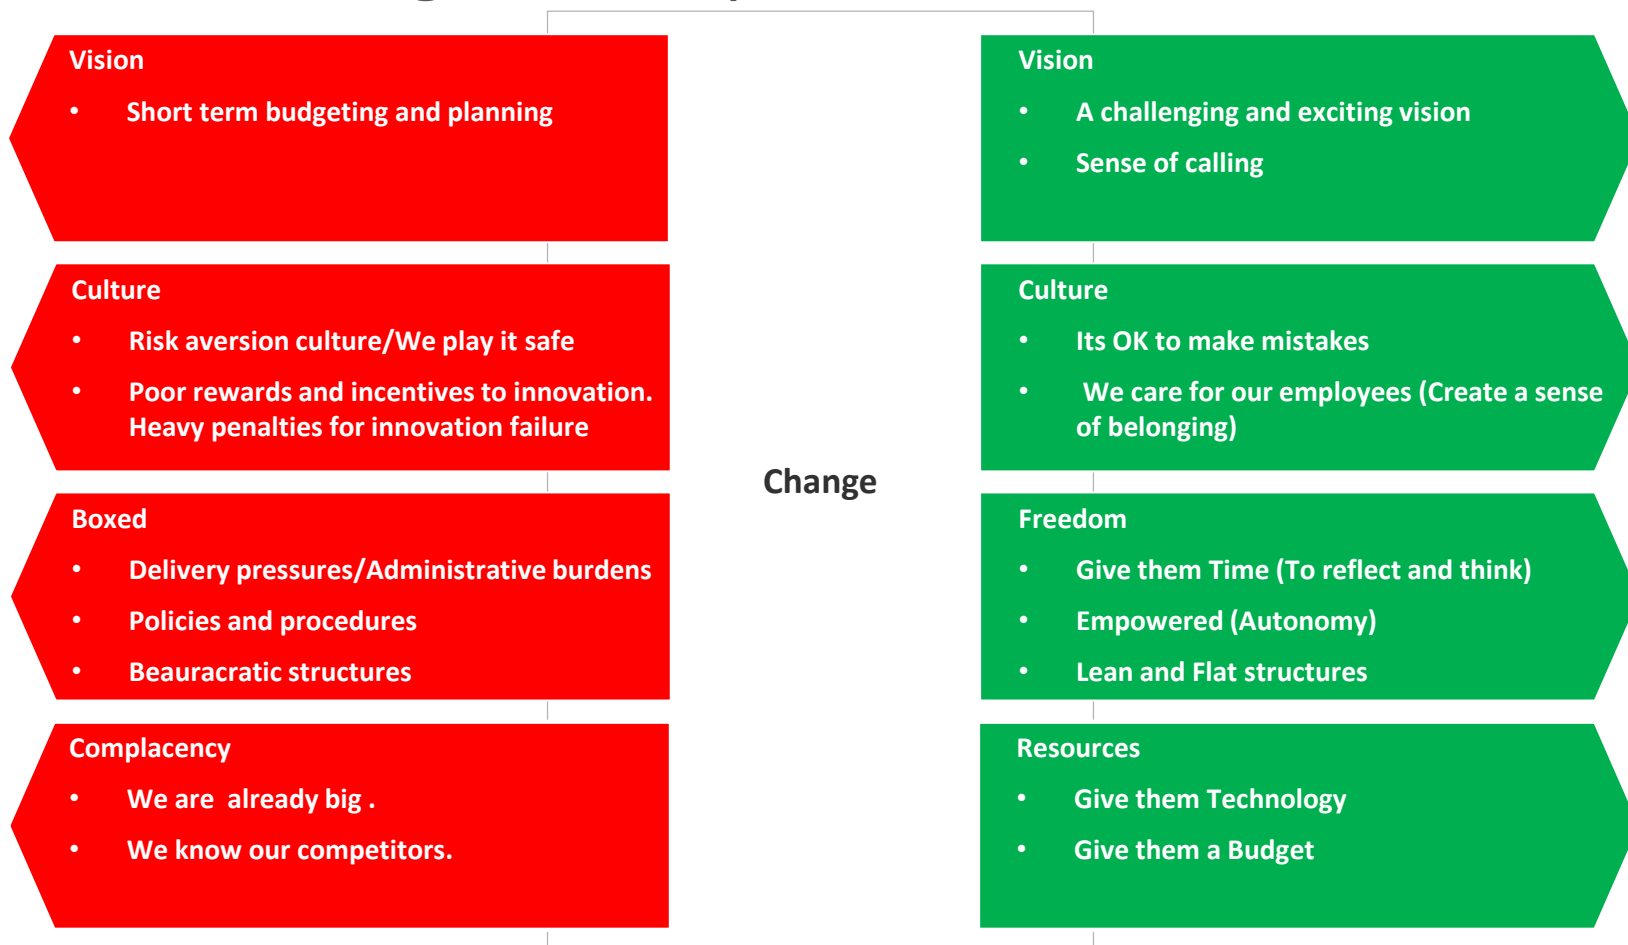 Vision
• Short term budgeting and planning
Culture
• Risk aversion culture/We play it safe
• Poor rewards and incentives to innovation.
Heavy penalties for innovation failure
Boxed
• Delivery pressures/Administrative burdens
• Policies and procedures
• Beauracratic structures
Complacency
• We are already big .
• We know our competitors.
Change
Vision
• A challenging and exciting vision
• Sense of calling
Culture
• Its OK to make mistakes
• We care for our employees (Create a sense
of belonging)
Freedom
• Give them Time (To reflect and think)
• Empowered (Autonomy)
• Lean and Flat structures
Resources
• Give them Technology
• Give them a Budget